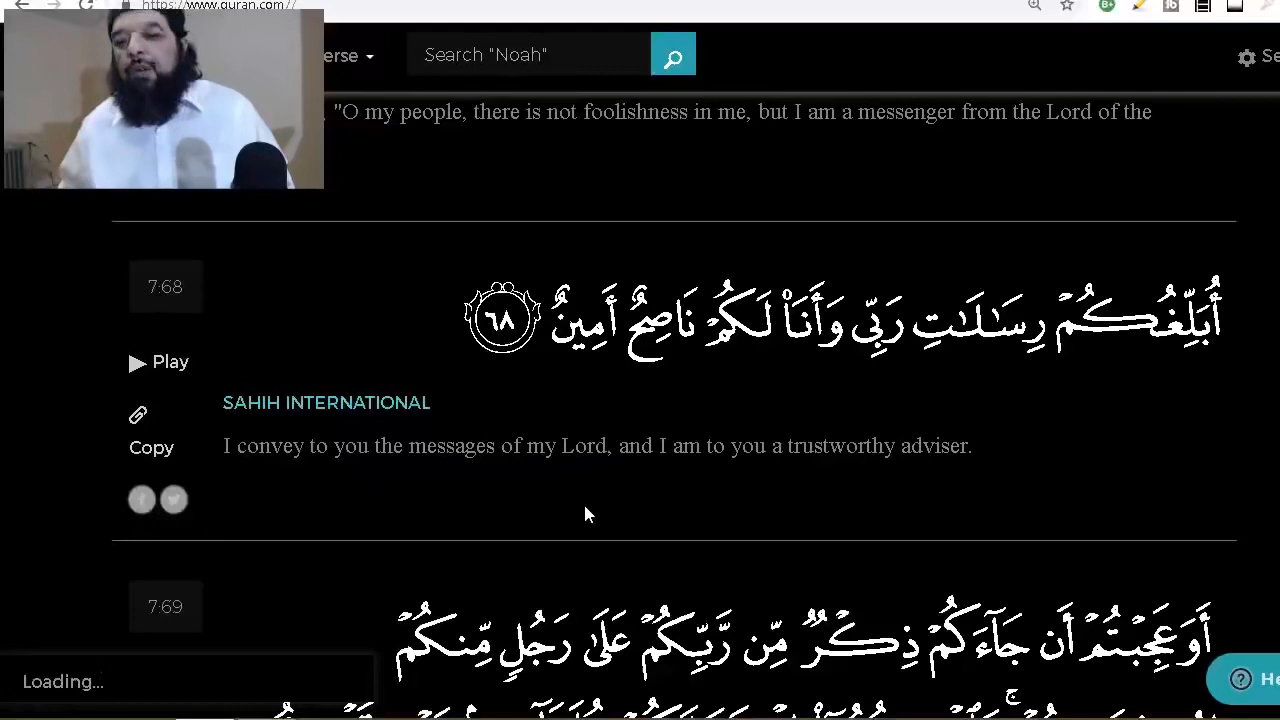 https://www.quran.com//
erse
Search "Noah"
"O my people, there is not foolishness in me, but I am a messenger from the Lord of the
7:68
أُبَلِّغُكُمْ رِسَـٰلَـٰتِ رَبِّى وَأَنَا۠ لَكُمْ نَاصِحٌ أَمِينٌ ٦٨
Play
SAHIH INTERNATIONAL
Copy
I convey to you the messages of my Lord, and I am to you a trustworthy adviser.
7:69
أَوَعَجِبْتُمْ أَن جَآءَكُمْ ذِكْرٌ مِّن رَّبِّكُمْ عَلَىٰ رَجُلٍ مِّنكُمْ
Loading...